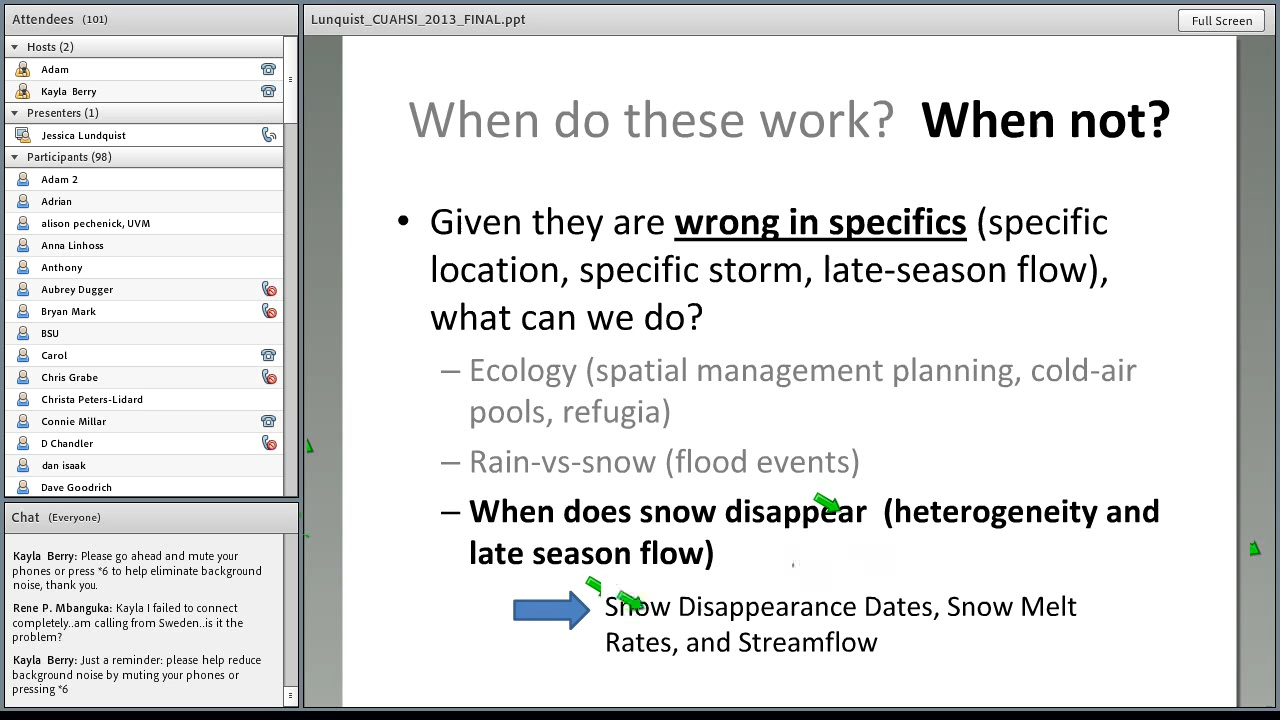 Attendees (101)
Hosts (2)
Adam
Kayla Berry
Presenters (1)
Jessica Lundquist
Participants (98)
Adam 2
Adrian
alison pechenick, UVM
Anna Linhoss
Anthony
Aubrey Dugger
Bryan Mark
BSU
Carol
Chris Grabe
Christa Peters-Lidard
Connie Millar
D Chandler
dan isaak
Dave Goodrich
Chat (Everyone)
Kayla Berry: Please go ahead and mute your
phones or press *6 to help eliminate background
noise, thank you.
Rene P. Mbanguka: Kayla I failed to connect
completely..am calling from Sweden..is it the
problem?
Kayla Berry: Just a reminder: please help reduce
background noise by muting your phones or
pressing *6
Lunquist_CUAHSI_2013_FINAL.ppt
Full Screen
When do these work? When not?
• Given they are wrong in specifics (specific
location, specific storm, late-season flow),
what can we do?
– Ecology (spatial management planning, cold-air
pools, refugia)
– Rain-vs-snow (flood events)
– When does snow disappear (heterogeneity and
late season flow)
Snow Disappearance Dates, Snow Melt
Rates, and Streamflow